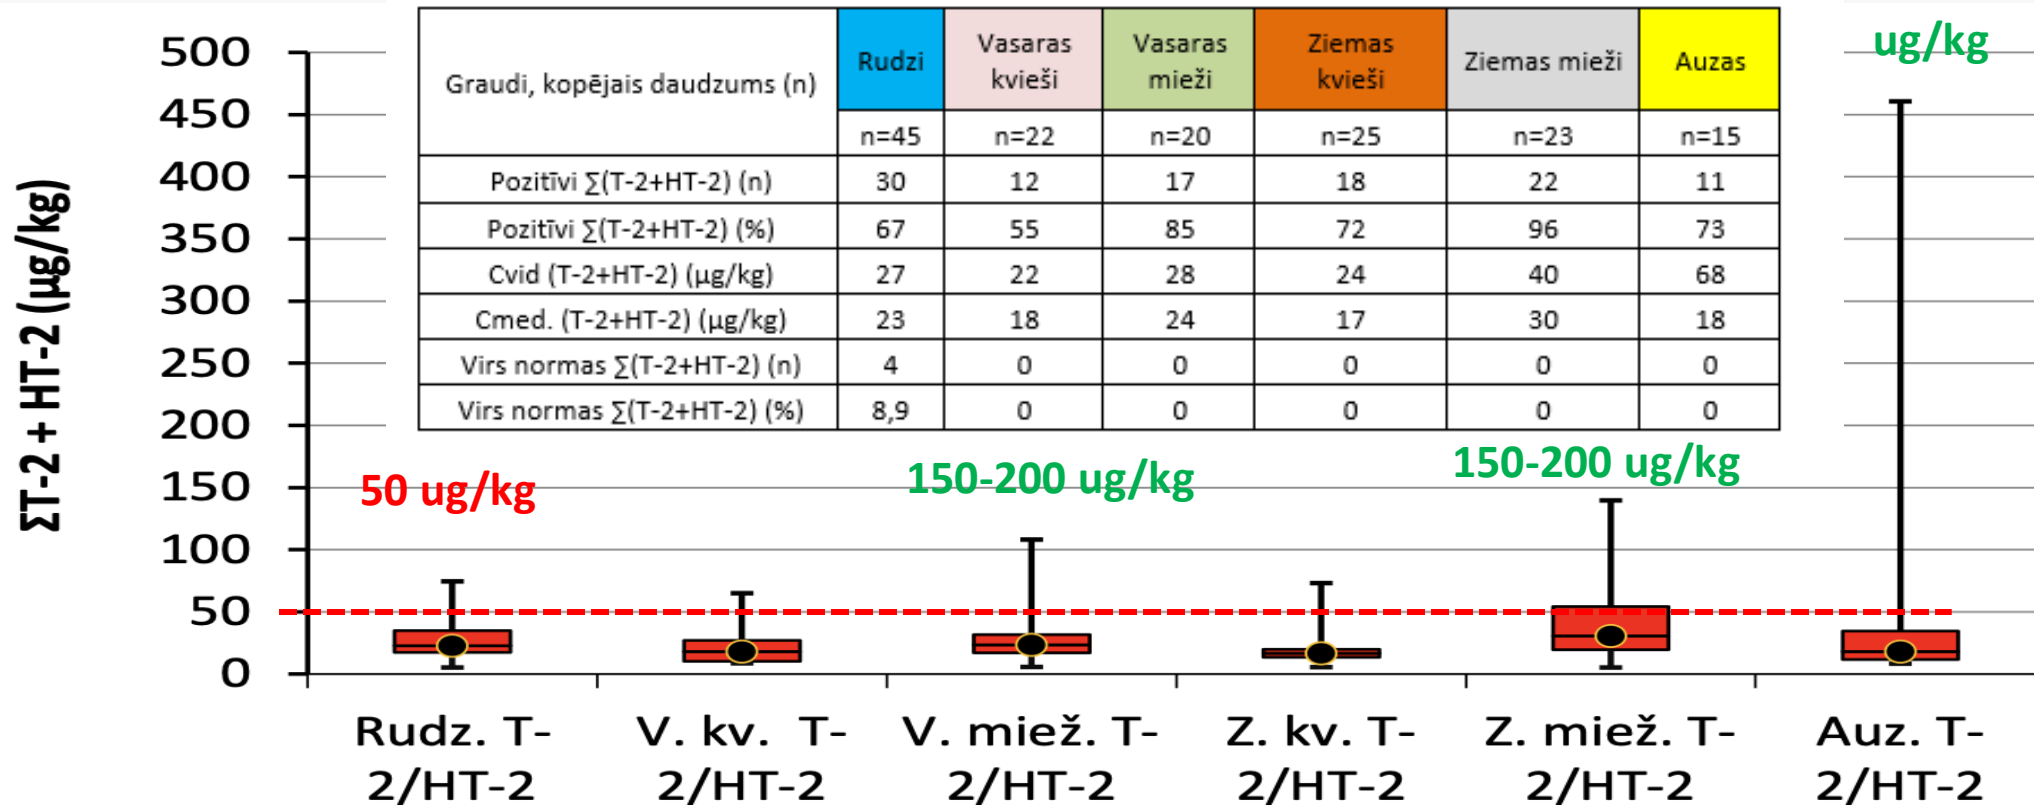 ΣT-2 + HT-2 (µg/kg)
500
450
400
350
300
250
200
150
100
50
0
Graudi, kopējais daudzums (n) Rudzi Vasaras kvieši Vasaras mieži Ziemas kvieši Ziemas mieži Auzas
n=45 n=22 n=20 n=25 n=23 n=15
Pozitīvi ∑(T-2+HT-2) (n) 30 12 17 18 22 11
Pozitīvi ∑(T-2+HT-2) (%) 67 55 85 72 96 73
Cvid (T-2+HT-2) (µg/kg) 27 22 28 24 40 68
Cmed. (T-2+HT-2) (µg/kg) 23 18 24 17 30 18
Virs normas ∑(T-2+HT-2) (n) 4 0 0 0 0 0
Virs normas ∑(T-2+HT-2) (%) 8,9 0 0 0 0 0
ug/kg
50 ug/kg
150-200 ug/kg
150-200 ug/kg
Rudz. T-
2/HT-2
V. kv. T-
2/HT-2
V. miež. T-
2/HT-2
Z. kv. T-
2/HT-2
Z. miež. T-
2/HT-2
Auz. T-
2/HT-2